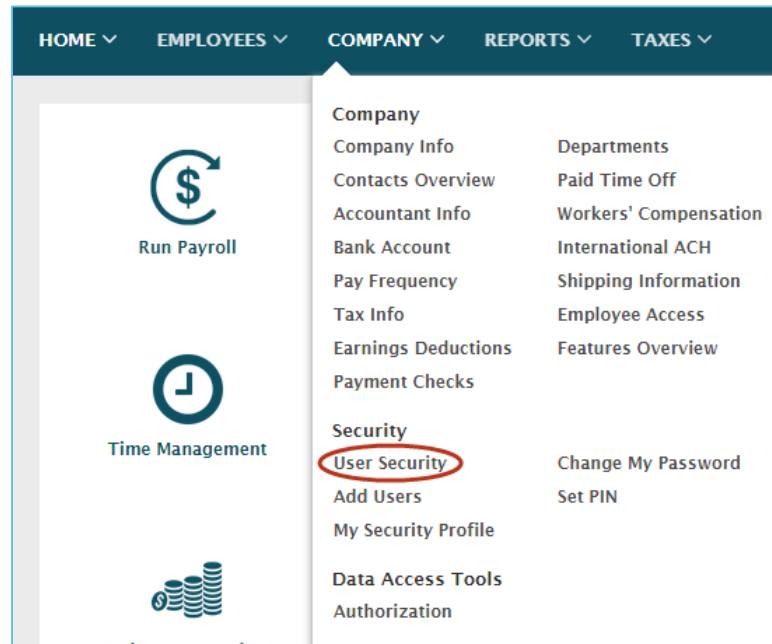 HOME EMPLOYEES COMPANY REPORTS TAXES
Run Payroll
Time Management
Company
Company Info
Contacts Overview
Accountant Info
Bank Account
Pay Frequency
Tax Info
Earnings Deductions
Payment Checks
Departments
Paid Time Off
Workers' Compensation
International ACH
Shipping Information
Employee Access
Features Overview
Security
User Security
Add Users
My Security Profile
Change My Password
Set PIN
Data Access Tools
Authorization